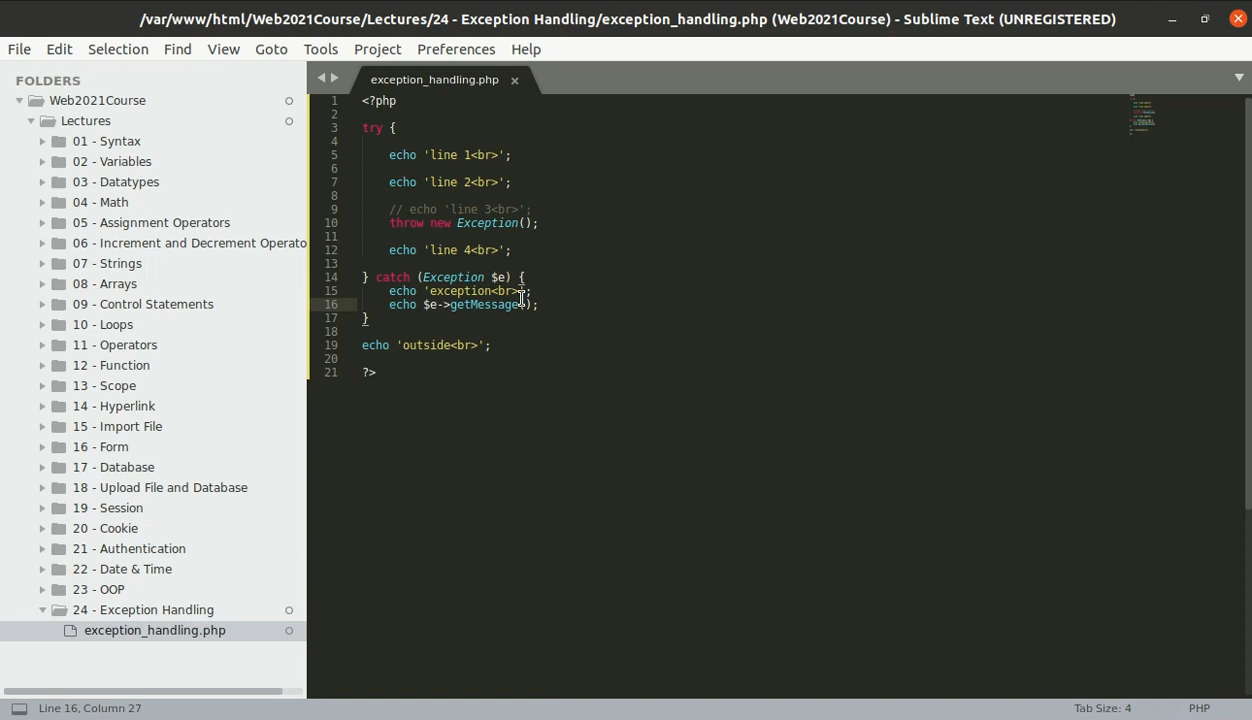 /var/www/html/Web2021Course/Lectures/24 - Exception Handling/exception_handling.php (Web2021Course) - Sublime Text (UNREGISTERED)
File Edit Selection Find View Goto Tools Project Preferences Help
FOLDERS
Web2021Course
Lectures
01 - Syntax
02 - Variables
03 - Datatypes
04 - Math
05 - Assignment Operators
06 - Increment and Decrement Operato
07 - Strings
08 - Arrays
09 - Control Statements
10 - Loops
11 - Operators
12 - Function
13 - Scope
14 - Hyperlink
15 - Import File
16 - Form
17 - Database
18 - Upload File and Database
19 - Session
20 - Cookie
21 - Authentication
22 - Date & Time
23 - OOP
24 - Exception Handling
exception_handling.php
exception_handling.php
1 <?php
2
3 try {
4
5 echo 'line 1<br>';
6
7 echo 'line 2<br>';
8
9 // echo 'line 3<br>';
10 throw new Exception();
11
12 echo 'line 4<br>';
13
14 } catch (Exception $e) {
15 echo 'exception<br>';
16 echo $e->getMessage();
17 }
18
19 echo 'outside<br>';
20
21 ?>
Line 16, Column 27
Tab Size: 4
PHP